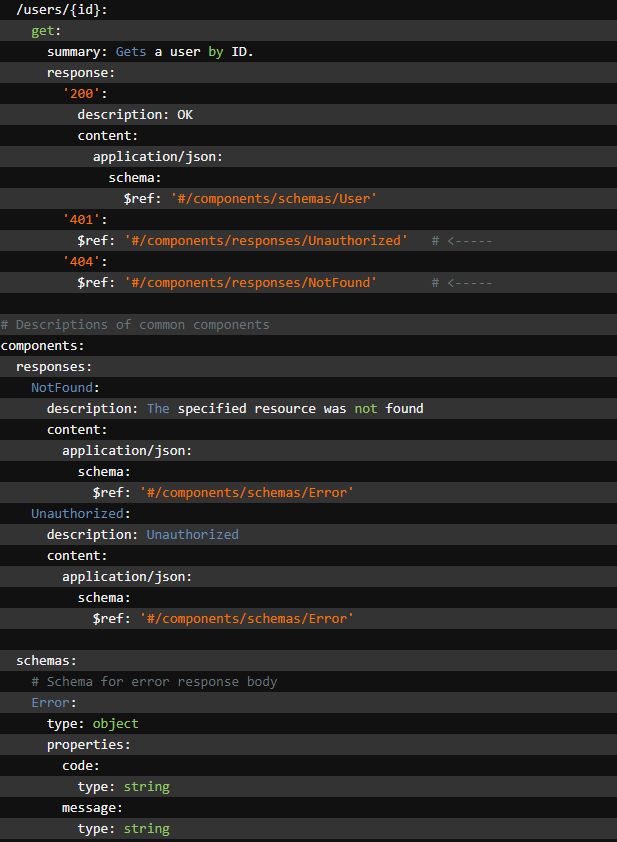 /users/{id}:
get:
summary: Gets a user by ID.
response:
'200':
description: OK
content:
application/json:
schema:
$ref: '#/components/schemas/User'
'401':
$ref: '#/components/responses/Unauthorized'   # <-----
'404':
$ref: '#/components/responses/NotFound'       # <-----
# Descriptions of common components
components:
responses:
NotFound:
description: The specified resource was not found
content:
application/json:
schema:
$ref: '#/components/schemas/Error'
Unauthorized:
description: Unauthorized
content:
application/json:
schema:
$ref: '#/components/schemas/Error'
schemas:
# Schema for error response body
Error:
type: object
properties:
code:
type: string
message:
type: string